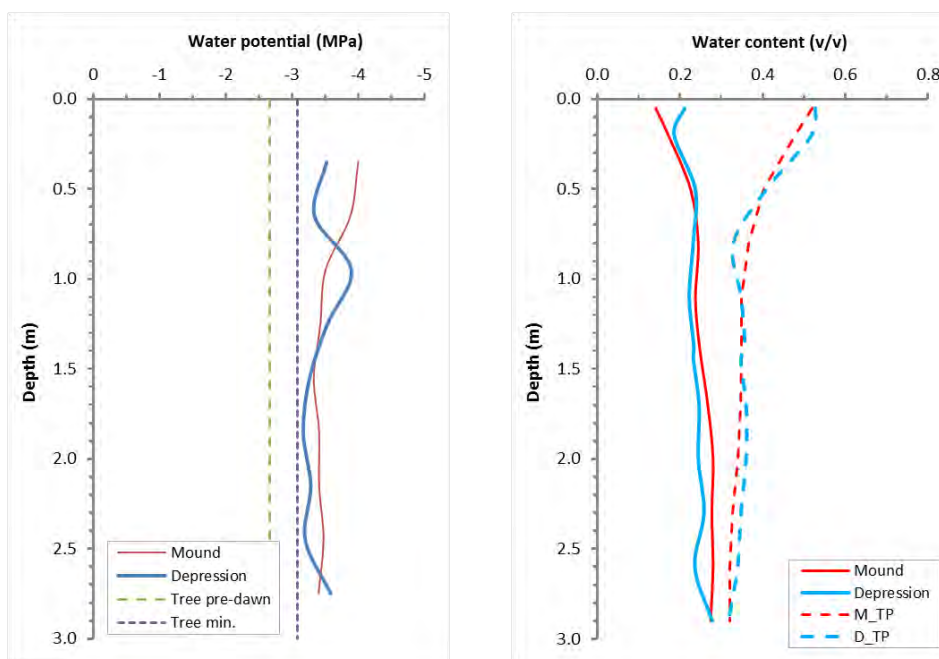 Water potential (MPa)
0 -1 -2 -3 -4 -5
0.0
0.5
1.0
1.5
2.0
2.5
3.0
Depth (m)
Mound
Depression
Tree pre-dawn
Tree min.
Water content (v/v)
0.0 0.2 0.4 0.6 0.8
0.0
0.5
1.0
1.5
2.0
2.5
3.0
Depth (m)
Mound
Depression
M_TP
D_TP